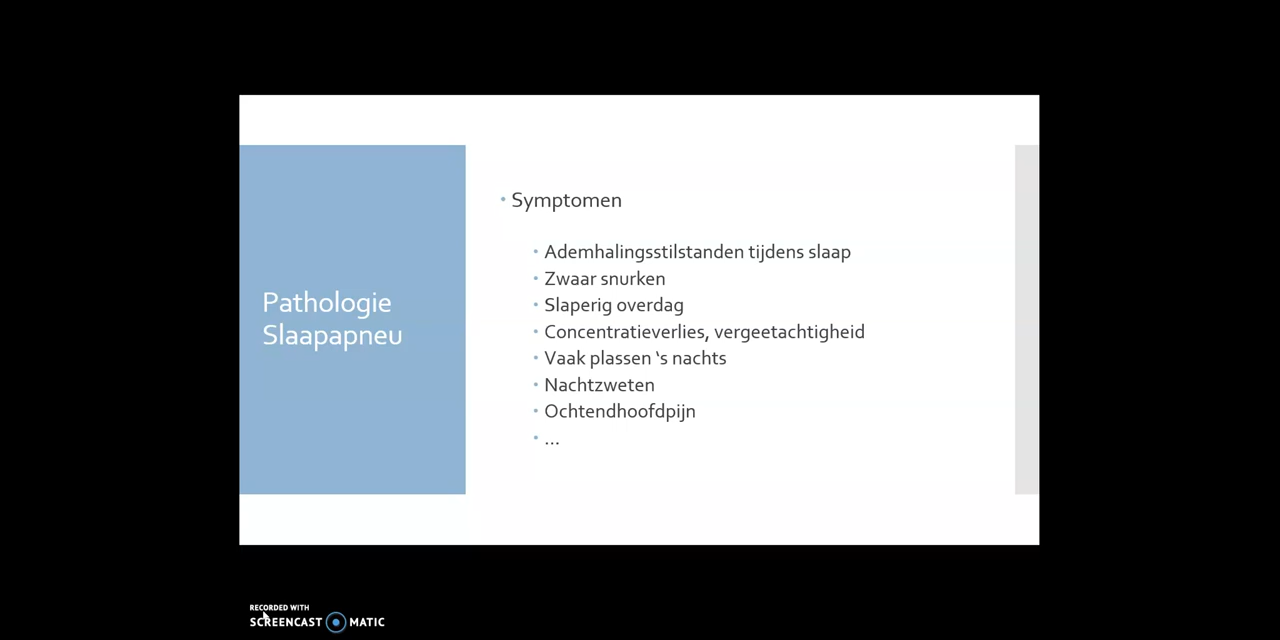 Pathologie
Slaapapneu
Symptomen
Ademhalingsstilstanden tijdens slaap
Zwaar snurken
Slaperig overdag
Concentratieverlies, vergeetachtigheid
Vaak plassen ‘s nachts
Nachtzweten
Ochtendhoofdpijn
...
RECORDED WITH
SCREENCAST MATIC